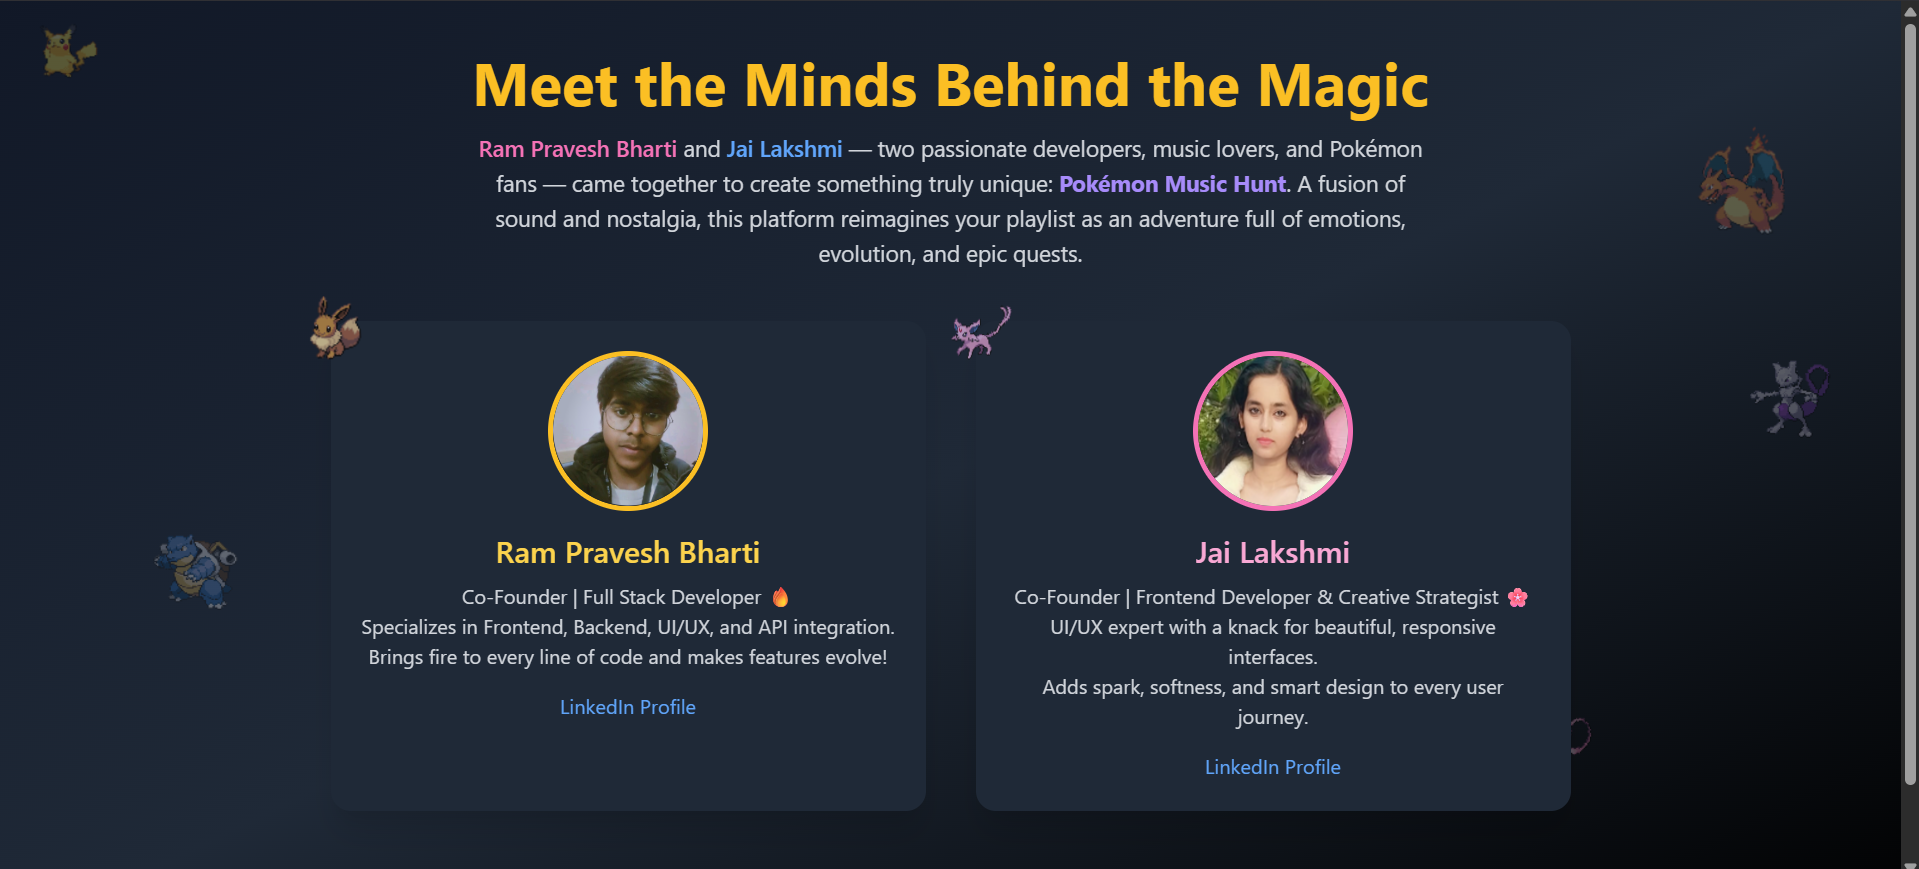 Meet the Minds Behind the Magic
Ram Pravesh Bharti and Jai Lakshmi — two passionate developers, music lovers, and Pokémon
fans — came together to create something truly unique: Pokémon Music Hunt. A fusion of
sound and nostalgia, this platform reimagines your playlist as an adventure full of emotions,
evolution, and epic quests.
Ram Pravesh Bharti
Co-Founder | Full Stack Developer 🔥
Specializes in Frontend, Backend, UI/UX, and API integration.
Brings fire to every line of code and makes features evolve!
LinkedIn Profile
Jai Lakshmi
Co-Founder | Frontend Developer & Creative Strategist 🌸
UI/UX expert with a knack for beautiful, responsive
interfaces.
Adds spark, softness, and smart design to every user
journey.
LinkedIn Profile